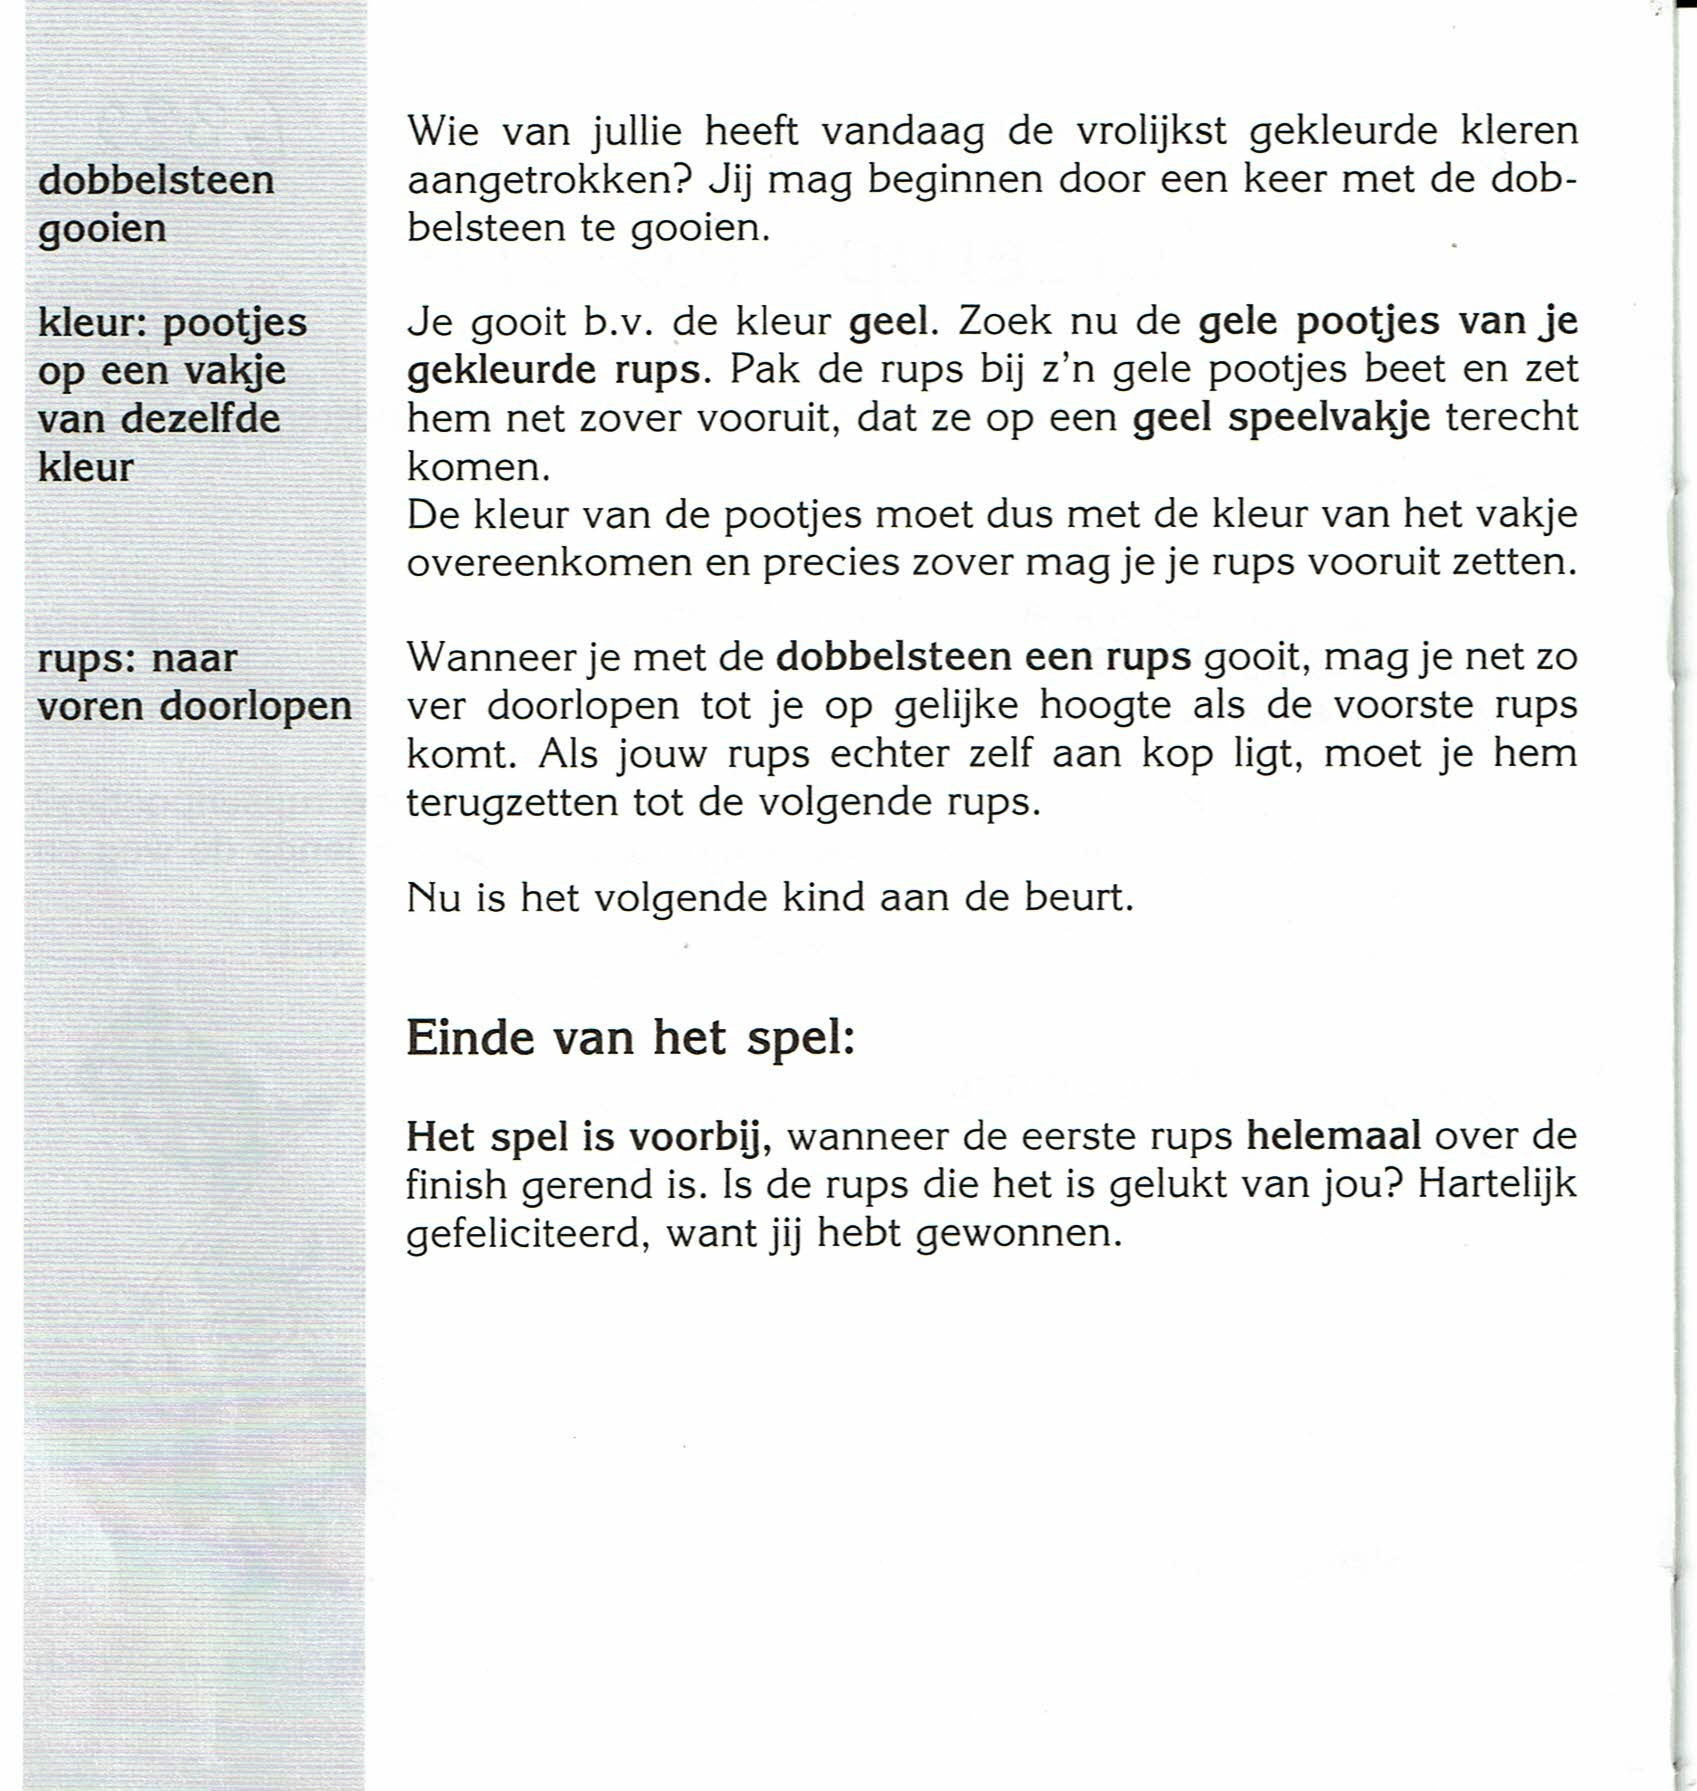 dobbelsteen
gooien
Wie van jullie heeft vandaag de vrolijkst gekleurde kleren
aangetrokken? Jij mag beginnen door een keer met de dob-
belsteen te gooien.
kleur: pootjes
op een vakje
van dezelfde
kleur
Je gooit b.v. de kleur geel. Zoek nu de gele pootjes van je
gekleurde rups. Pak de rups bij z'n gele pootjes beet en zet
hem net zover vooruit, dat ze op een geel speelvakje terecht
komen.
De kleur van de pootjes moet dus met de kleur van het vakje
overeenkomen en precies zover mag je je rups vooruit zetten.
rups: naar
voren doorlopen
Wanneer je met de dobbelsteen een rups gooit, mag je net zo
ver doorlopen tot je op gelijke hoogte als de voorste rups
komt. Als jouw rups echter zelf aan kop ligt, moet je hem
terugzetten tot de volgende rups.
Nu is het volgende kind aan de beurt.
Einde van het spel:
Het spel is voorbij, wanneer de eerste rups helemaal over de
finish gerend is. Is de rups die het is gelukt van jou? Hartelijk
gefeliciteerd, want jij hebt gewonnen.